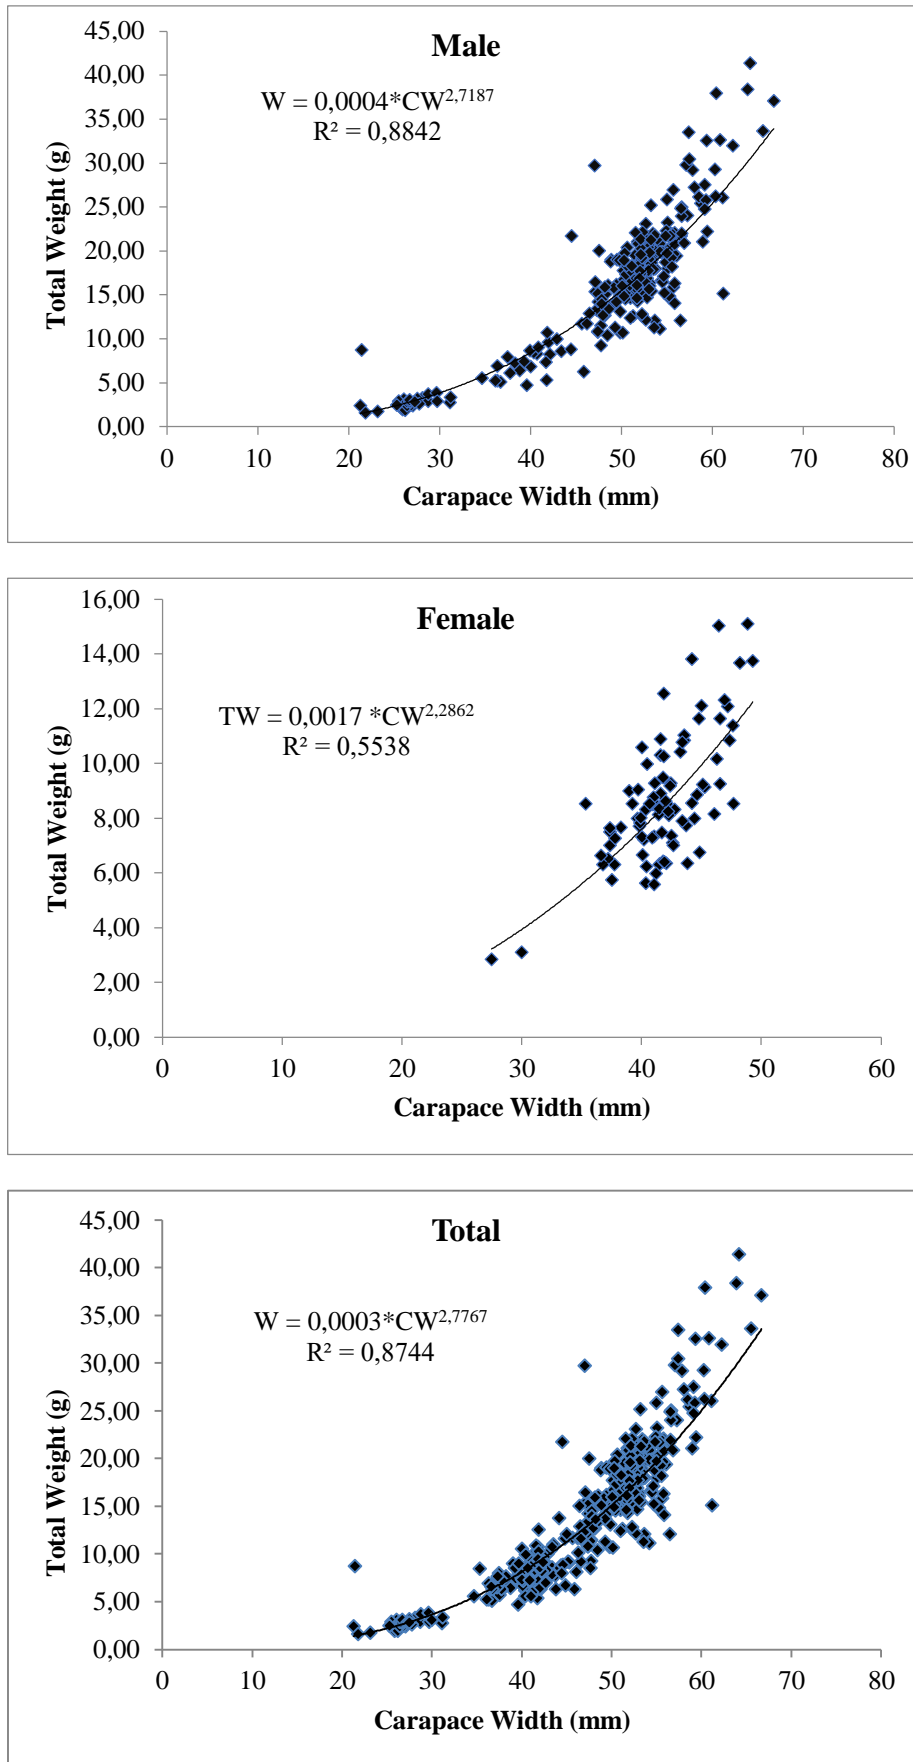 Male
W = 0,0004*CW2,7187
R² = 0,8842
Total Weight (g)
45,00
40,00
35,00
30,00
25,00
20,00
15,00
10,00
5,00
0,00
0 10 20 30 40 50 60 70 80
Carapace Width (mm)
Female
TW = 0,0017 *CW2,2862
R² = 0,5538
Total Weight (g)
16,00
14,00
12,00
10,00
8,00
6,00
4,00
2,00
0,00
0 10 20 30 40 50 60
Carapace Width (mm)
Total
W = 0,0003*CW2,7767
R² = 0,8744
Total Weight (g)
45,00
40,00
35,00
30,00
25,00
20,00
15,00
10,00
5,00
0,00
0 10 20 30 40 50 60 70 80
Carapace Width (mm)